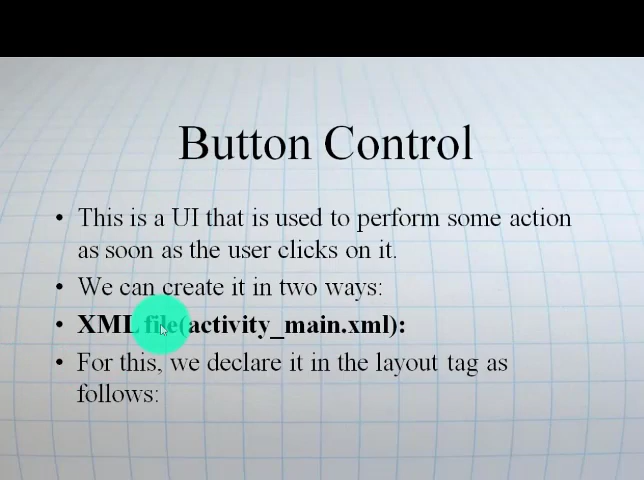 Button Control
• This is a UI that is used to perform some action
as soon as the user clicks on it.
• We can create it in two ways:
• XML file(activity_main.xml):
• For this, we declare it in the layout tag as
follows: